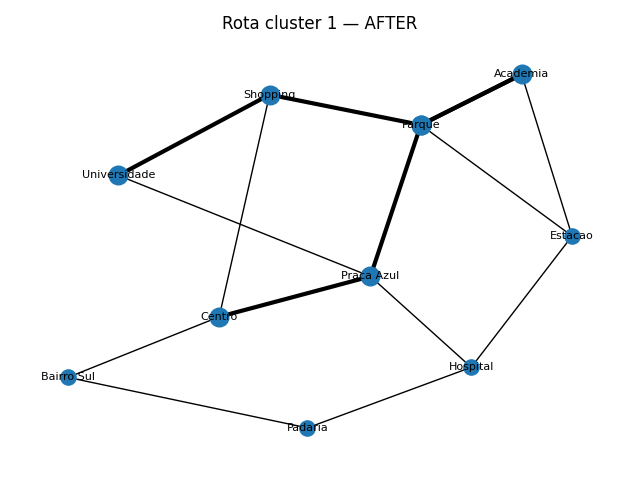 Rota cluster 1 — AFTER
Academia
Shopping
Parque
Universidade
Estacao
Praca Azul
Centro
Hospital
Bairro Sul
Padaria